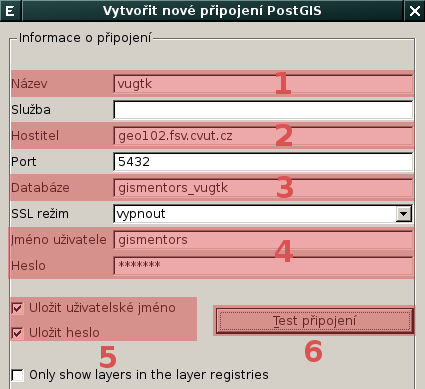 E Vytvořit nové připojení PostGIS
Informace o připojení
Název vugtk 1
Služba
Hostitel geo102.fsv.cvut.cz 2
Port 5432
Databáze gismentors_vugtk 3
SSL režim vypnout
Jméno uživatele gismentors
4
Heslo *******
Uložit uživatelské jméno
Test připojení
Uložit heslo
5 6
Only show layers in the layer registries